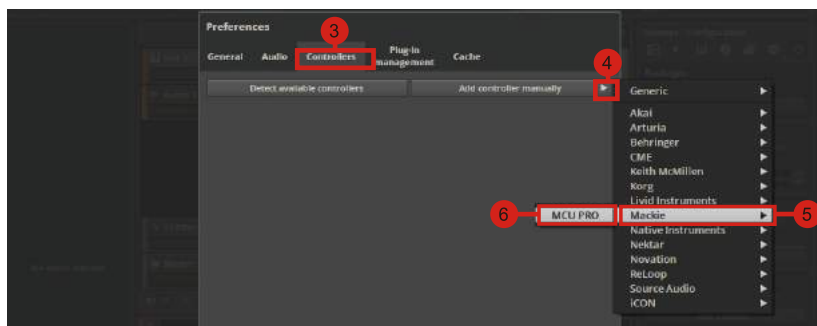 Preferences
3
General Audio Controllers Plug-in management Cache
4
Detect available controllers Add controller manually
Generic
Akai
Arturia
Behringer
CME
Keith McMillen
Korg
Livid Instruments
6 MCU PRO Mackie 5
Native Instruments
Nektar
Novation
ReLoop
Source Audio
iCON